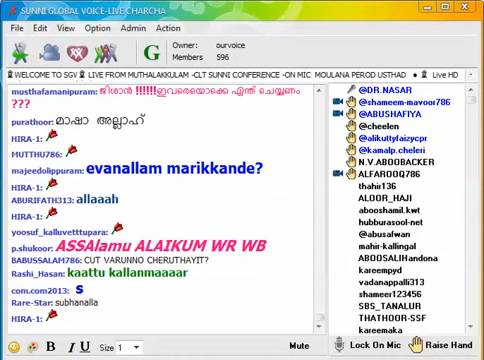 SUNNI GLOBAL VOICE-LIVE CHARCHA
File Edit View Option Admin Action
G
Owner: ourvoice
Members 596
WELCOME TO SGV LIVE FROM MUTHALAKKULAM -CLT SUNNI CONFERENCE -ON MIC MOULANA PEROD USTHAD Live HD
musthafamanipuram: ജിശാൻ !!!!!!ഇവരെയൊക്കെ എന്ത് ചെയ്യണം
???
purathoor: മാഷാ അല്ലാഹ്
HIRA-1:
MUTTHU786:
majeedolippuram: evanallam marikkande?
HIRA-1:
ABURIFATH313: allaaah
HIRA-1:
yoosuf_kalluvetttupara:
p.shukoor: ASSAlamu ALAIKUM WR WB
BABUSSALAM786: CUT VARUNNO CHERUTHAYIT?
Rashi_Hasan: kaattu kallanmaaaar
com.com2013: s
Rare-Star: subhanalla
HIRA-1:
@DR.NASAR
@shameem-mavoor786
@ABUSHAFIYA
@cheelen
@alikuttyfaizycpr
@kamalp.cheleri
N.V.ABOOBACKER
ALFAROOQ786
thahir136
ALOOR_HAJI
abooshamil.kwt
hubburasool-net
@abusafwan
mahir-kallingal
ABOOSALIHandona
kareempyd
vadanappalli313
shameer123456
SBS_TANALUR
THATHOOR-SSF
kareemaka
B I U Size 1 Mute
Lock On Mic Raise Hand